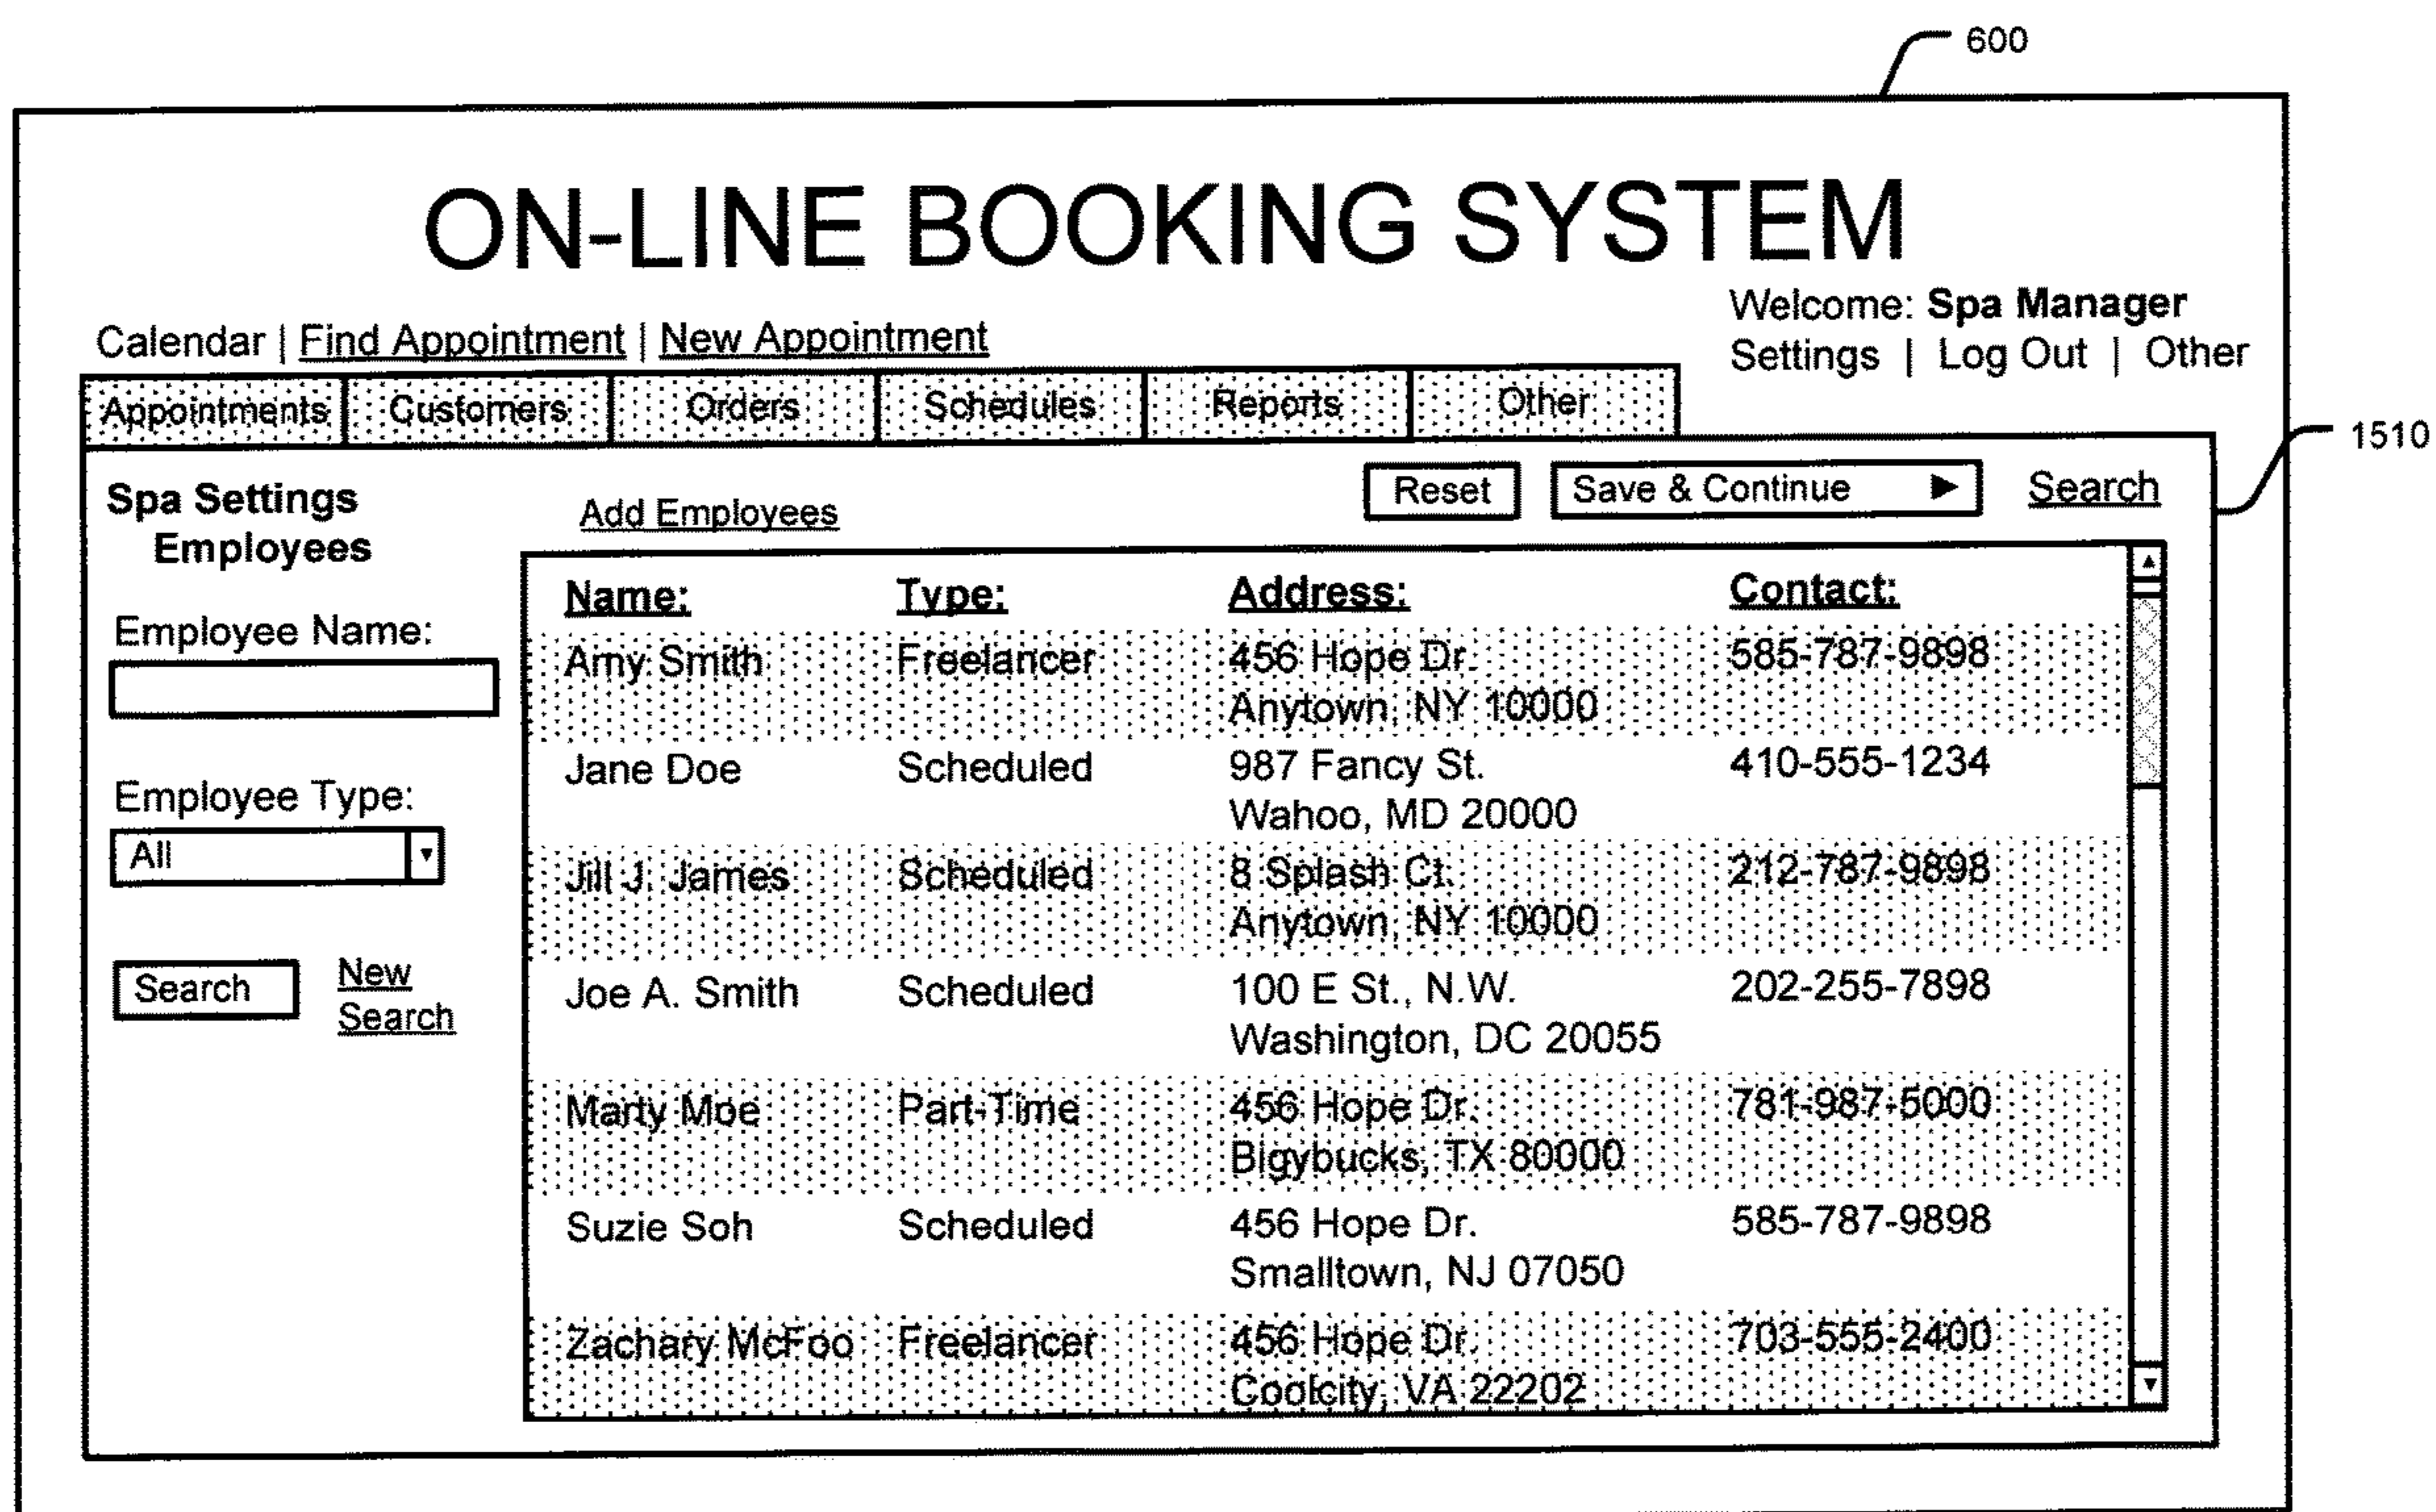 600
ON-LINE BOOKING SYSTEM
Welcome: Spa Manager
Calendar | Find Appointment | New Appointment
Settings | Log Out | Other
Appointments Customers Orders Schedules Reports Other
1510
Spa Settings
Employees
Add Employees Reset Save & Continue Search
Employee Name:
Employee Type:
All
Search New
Search
Name: Type: Address: Contact:
Amy Smith Freelancer 456 Hope Dr. 585-787-9898
Anytown, NY 10000
Jane Doe Scheduled 987 Fancy St. 410-555-1234
Wahoo, MD 20000
Jill J. James Scheduled 8 Splash Ct. 212-787-9898
Anytown, NY 10000
Joe A. Smith Scheduled 100 E St., N.W. 202-255-7898
Washington, DC 20055
Marty Moe Part-Time 456 Hope Dr. 781-987-5000
Bigybucks, TX 80000
Suzie Soh Scheduled 456 Hope Dr. 585-787-9898
Smalltown, NJ 07050
Zachary McFoo Freelancer 456 Hope Dr. 703-555-2400
Coolcity, VA 22202